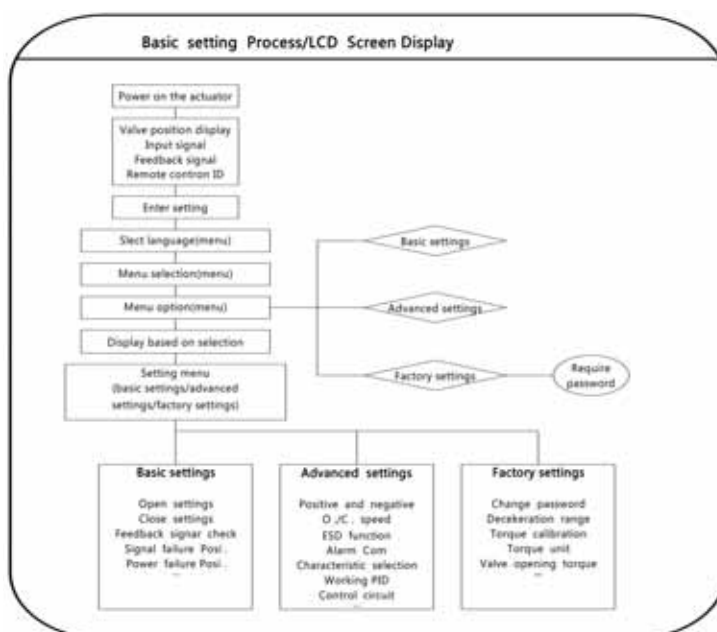 Basic setting Process/LCD Screen Display
Power on the actuator
Valve position display
Input signal
Feedback signal
Remote contron ID
Enter setting
Slect language(menu)
Menu selection(menu)
Menu option(menu)
Display based on selection
Setting menu
(basic settings/advanced
settings/factory settings)
Basic settings
Advanced settings
Factory settings
Require
password
Basic settings
Open settings
Close settings
Feedback signar check
Signal failure Posi..
Power failure Posi..
...
Advanced settings
Positive and negative
O./C. speed
ESD function
Alarm Com
Characteristic selection
Working PID
Control circuit
...
Factory settings
Change password
Decekeration range
Torque calibration
Torque unit
Valve opening torque
...